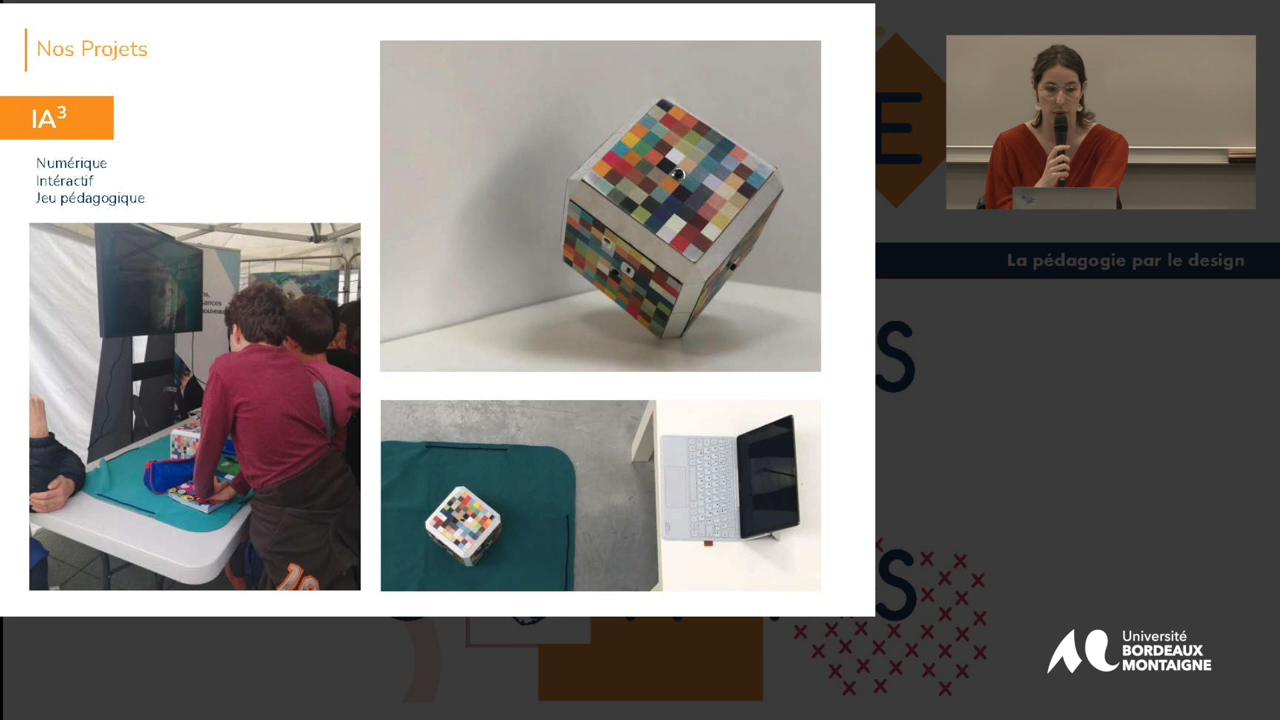 Nos Projets
IA³
Numérique
Intéractif
Jeu pédagogique
La pédagogie par le design
Université
BORDEAUX
MONTAIGNE